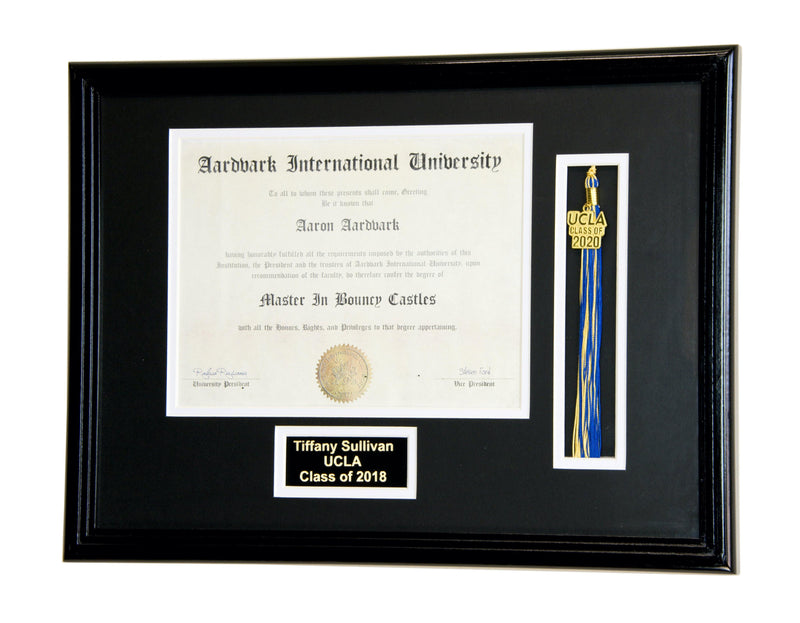 Aardvark International University
To all to whom these presents shall come, Greeting
Be it known that
Aaron Aardvark
having honorably fulfilled all the requirements imposed by the authorities of this
Institution, the President and the trustees of Aardvark International University, upon
recommendation of the faculty, do therefore confer the degree of
Master In Bouncy Castles
with all the Honors, Rights, and Privileges to that degree appertaining.
University President
Vice President
UCLA
CLASS OF
2020
Tiffany Sullivan
UCLA
Class of 2018